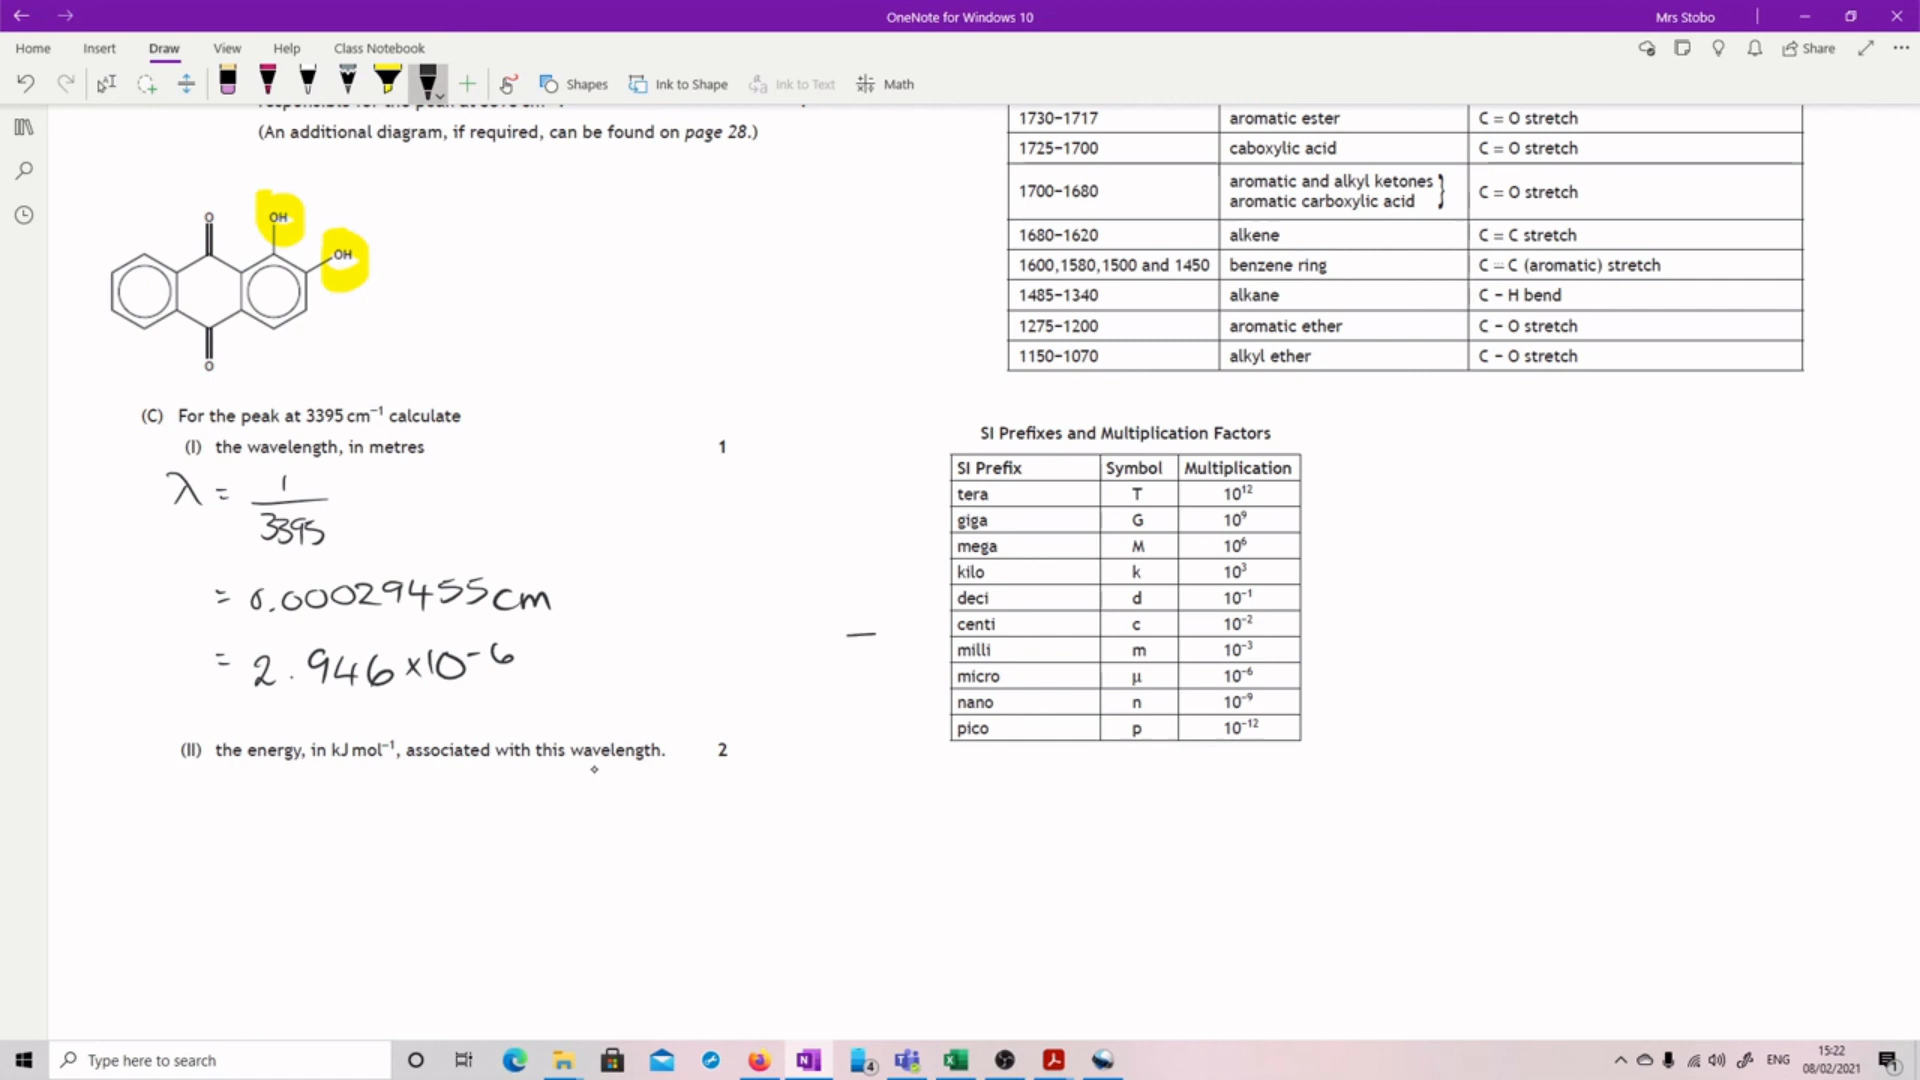 OneNote for Windows 10
Mrs Stobo
Home Insert Draw View Help Class Notebook
Share
Shapes
Ink to Shape
Ink to Text
Math
(An additional diagram, if required, can be found on page 28.)
O
OH
OH
O
1730–1717 aromatic ester C = O stretch
1725–1700 caboxylic acid C = O stretch
1700–1680 aromatic and alkyl ketones C = O stretch
aromatic carboxylic acid
1680–1620 alkene C = C stretch
1600,1580,1500 and 1450 benzene ring C = C (aromatic) stretch
1485–1340 alkane C – H bend
1275–1200 aromatic ether C – O stretch
1150–1070 alkyl ether C – O stretch
(C) For the peak at 3395 cm⁻¹ calculate
(I) the wavelength, in metres 1
λ = 1
3395
= 0.00029455 cm
= 2.946 ×10⁻⁶
(II) the energy, in kJ mol⁻¹, associated with this wavelength. 2
–
SI Prefixes and Multiplication Factors
SI Prefix Symbol Multiplication
tera T 10¹²
giga G 10⁹
mega M 10⁶
kilo k 10³
deci d 10⁻¹
centi c 10⁻²
milli m 10⁻³
micro μ 10⁻⁶
nano n 10⁻⁹
pico p 10⁻¹²
Type here to search
4
ENG
15:22
08/02/2021
1